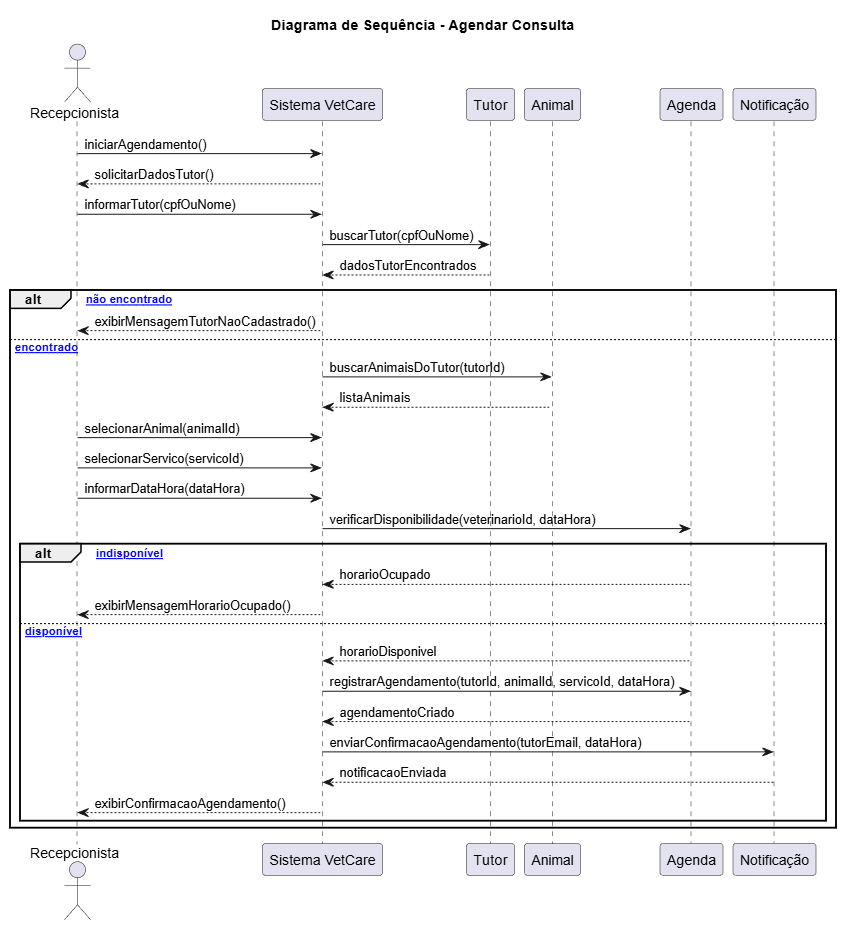 Diagrama de Sequência - Agendar Consulta
Recepcionista
Sistema VetCare
Tutor
Animal
Agenda
Notificação
iniciarAgendamento()
solicitarDadosTutor()
informarTutor(cpfOuNome)
buscarTutor(cpfOuNome)
dadosTutorEncontrados
alt
não encontrado
exibirMensagemTutorNaoCadastrado()
encontrado
buscarAnimaisDoTutor(tutorId)
listaAnimais
selecionarAnimal(animalId)
selecionarServico(servicoId)
informarDataHora(dataHora)
verificarDisponibilidade(veterinarioId, dataHora)
alt
indisponível
horarioOcupado
exibirMensagemHorarioOcupado()
disponível
horarioDisponivel
registrarAgendamento(tutorId, animalId, servicoId, dataHora)
agendamentoCriado
enviarConfirmacaoAgendamento(tutorEmail, dataHora)
notificacaoEnviada
exibirConfirmacaoAgendamento()
Recepcionista
Sistema VetCare
Tutor
Animal
Agenda
Notificação